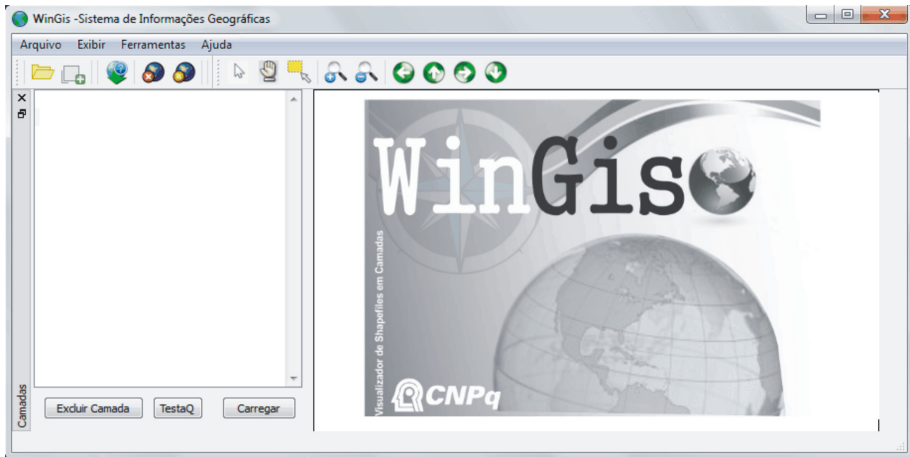 WinGis -Sistema de Informações Geográficas
Arquivo Exibir Ferramentas Ajuda
WinGis
Visualizador de Shapefiles em Camadas
CNPq
Camadas
Excluir Camada TestaQ Carregar